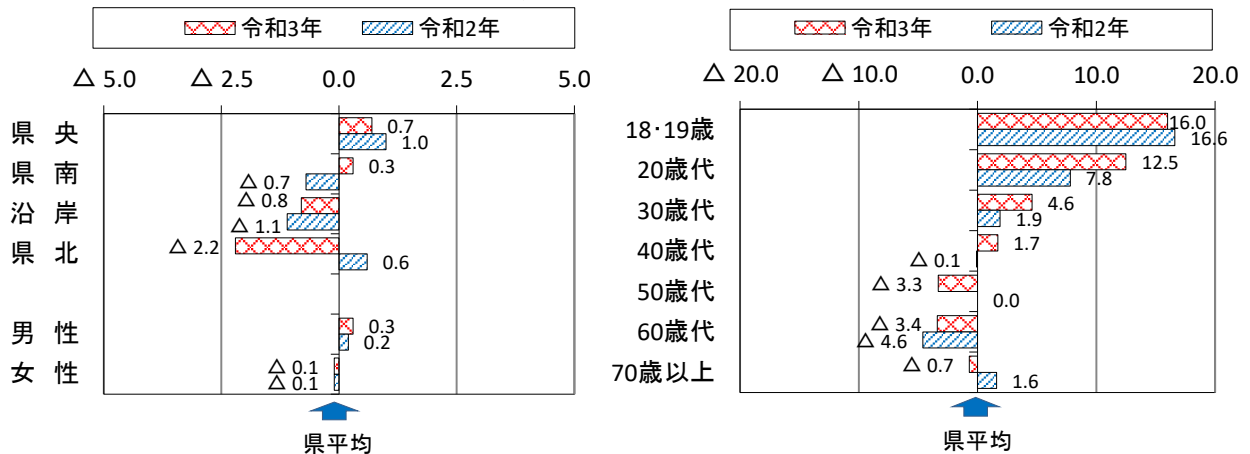 令和3年 令和2年
△ 5.0 △ 2.5 0.0 2.5 5.0
県 央 0.7
1.0
県 南 0.3
△ 0.7
沿 岸 △ 0.8
△ 1.1
県 北 △ 2.2
0.6
男 性 0.3
0.2
女 性 △ 0.1
△ 0.1
県平均
令和3年 令和2年
△ 20.0 △ 10.0 0.0 10.0 20.0
18・19歳 16.0
16.6
20歳代 12.5
7.8
30歳代 4.6
1.9
40歳代 1.7
△ 0.1
50歳代 △ 3.3
0.0
60歳代 △ 3.4
△ 4.6
70歳以上 △ 0.7
1.6
県平均